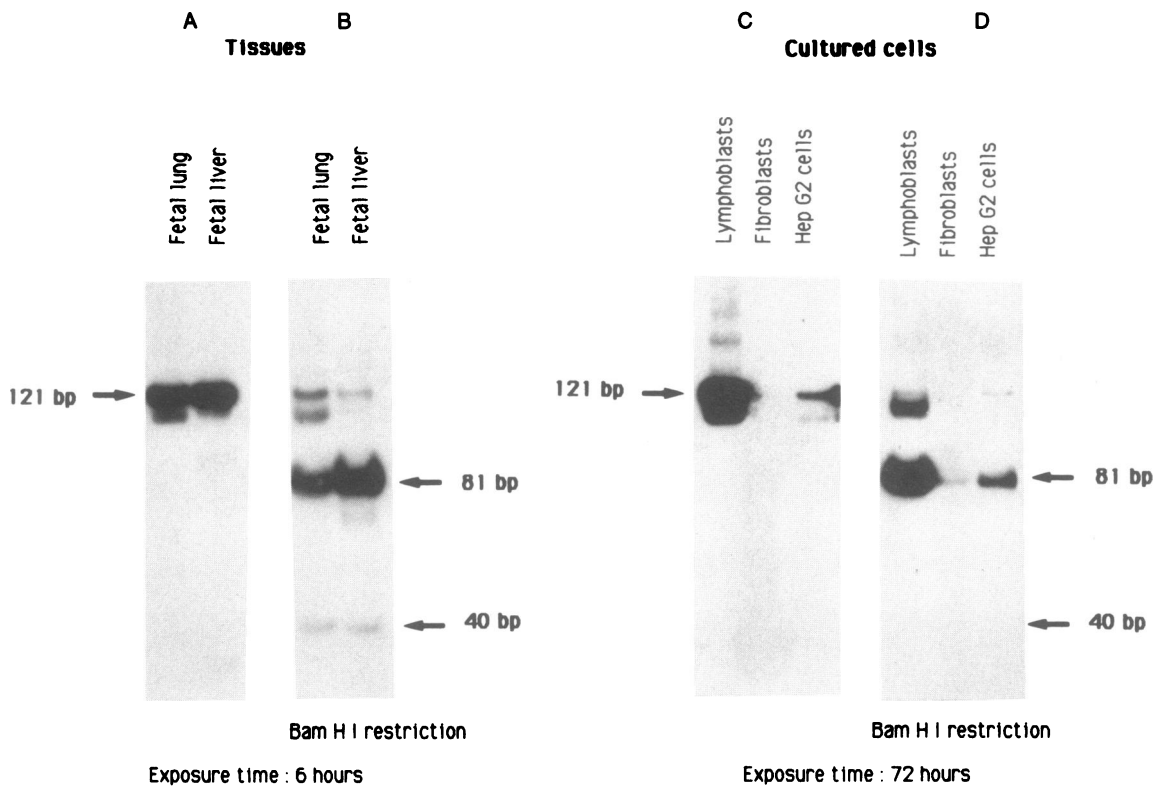 A
B
C
D
Tissues
Cultured cells
Fetal lung
Fetal liver
Fetal lung
Fetal liver
Lymphoblasts
Fibroblasts
Hep G2 cells
Lymphoblasts
Fibroblasts
Hep G2 cells
121 bp
81 bp
40 bp
121 bp
81 bp
40 bp
Bam H I restriction
Bam H I restriction
Exposure time : 6 hours
Exposure time : 72 hours